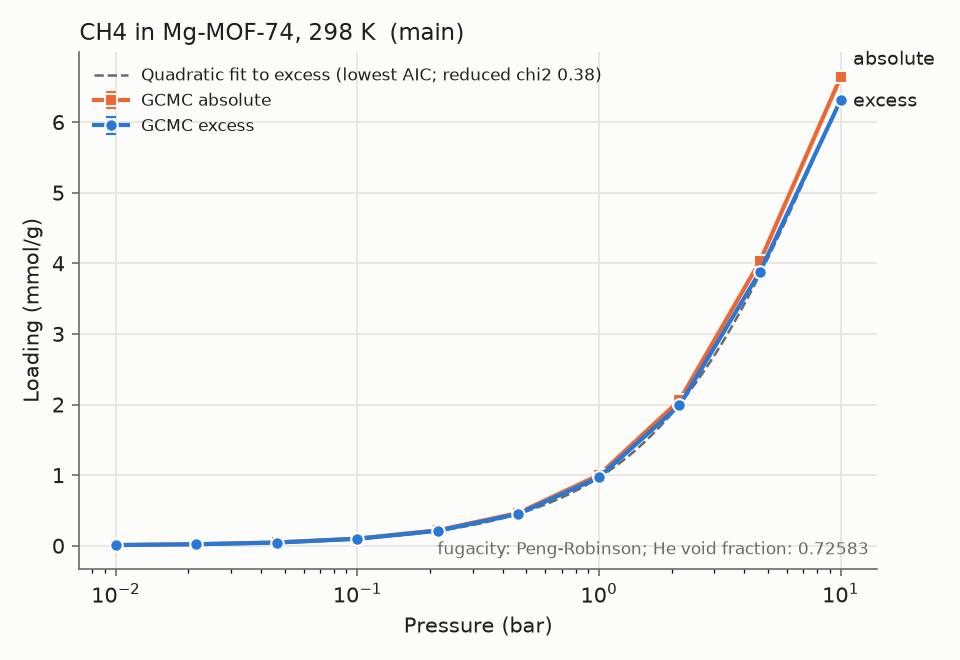 CH4 in Mg-MOF-74, 298 K  (main)
Quadratic fit to excess (lowest AIC; reduced chi2 0.38)
GCMC absolute
GCMC excess
absolute
excess
6
5
4
3
2
1
0
Loading (mmol/g)
fugacity: Peng-Robinson; He void fraction: 0.72583
10⁻² 10⁻¹ 10⁰ 10¹
Pressure (bar)